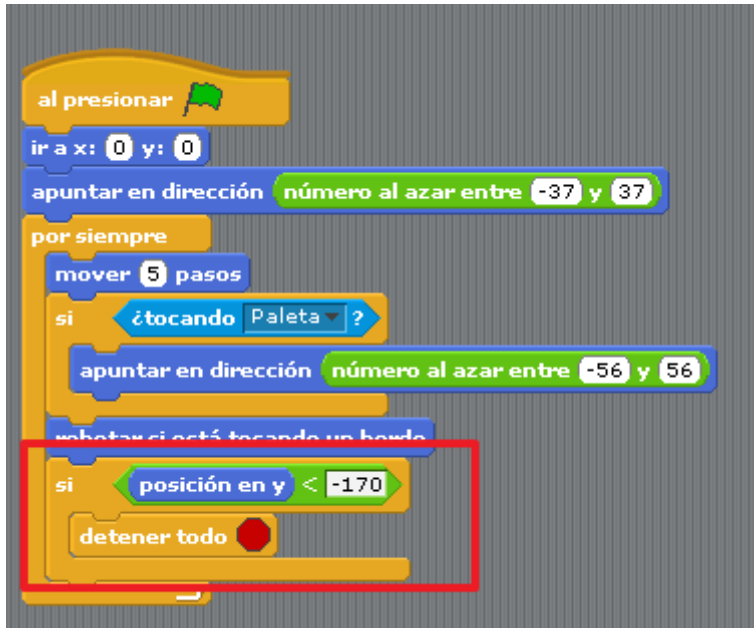 al presionar
ir a x: 0 y: 0
apuntar en dirección número al azar entre -37 y 37
por siempre
mover 5 pasos
si ¿tocando Paleta ?
apuntar en dirección número al azar entre -56 y 56
rebotar si está tocando un borde
si posición en y < -170
detener todo